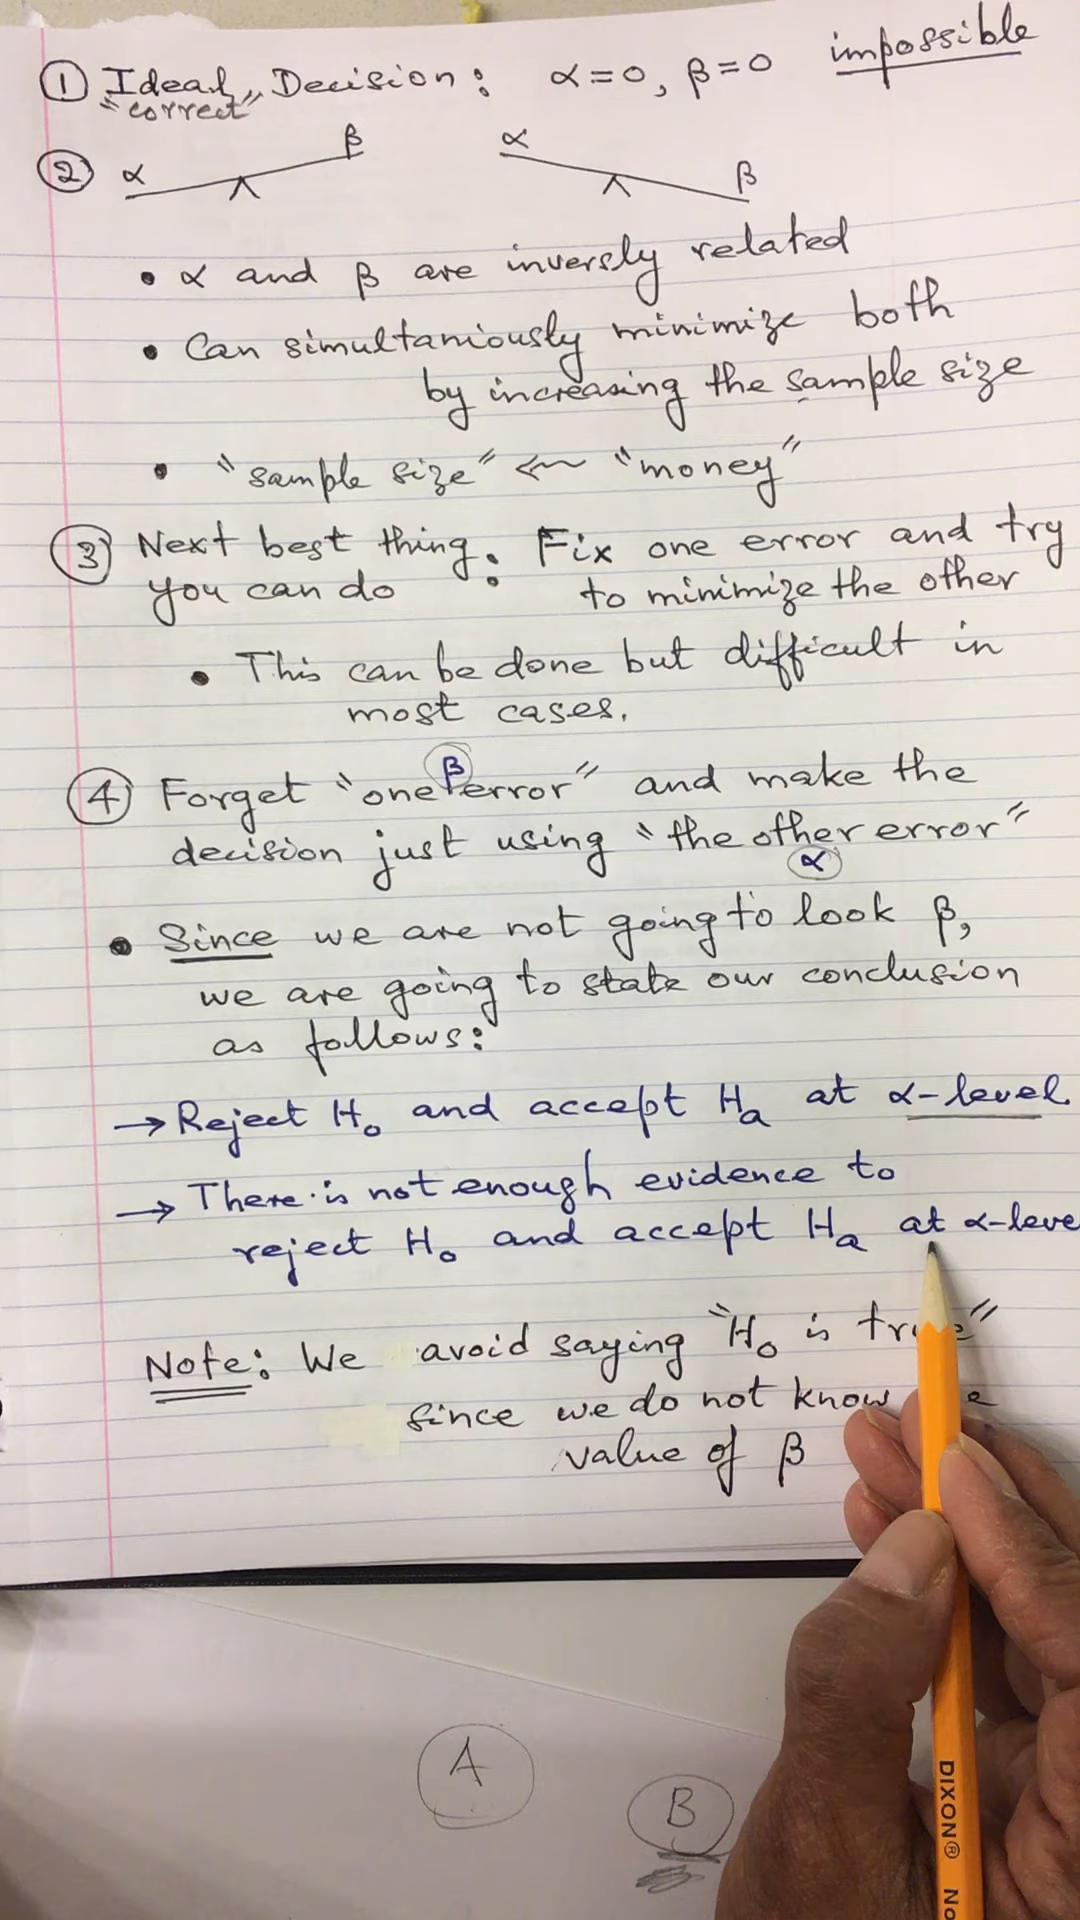 ① Ideal, Decision: α=0, β=0 impossible
"correct"
② α β α β
• α and β are inversly related
• Can simultaniously minimize both
by increasing the sample size
• "sample size" ← "money"
③ Next best thing: Fix one error and try
you can do to minimize the other
• This can be done but difficult in
most cases.
β
④ Forget "one error" and make the
decision just using "the other error"
α
• Since we are not going to look β,
we are going to state our conclusion
as follows:
→ Reject H₀ and accept Hₐ at α-level
→ There is not enough evidence to
reject H₀ and accept Hₐ at α-leve
Note: We avoid saying "H₀ is tr e"
since we do not know e
value of β
A
B
DIXON® No